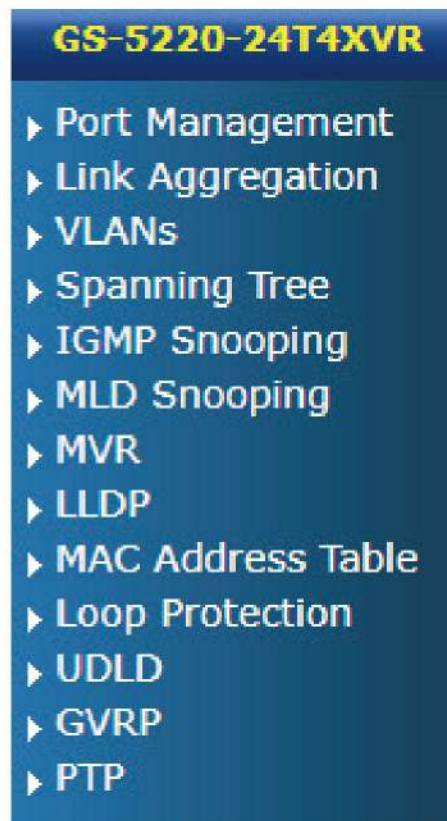 GS-5220-24T4XVR
Port Management
Link Aggregation
VLANs
Spanning Tree
IGMP Snooping
MLD Snooping
MVR
LLDP
MAC Address Table
Loop Protection
UDLD
GVRP
PTP